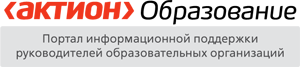 ‹АКТИОН› Образование
Портал информационной поддержки
руководителей образовательных организаций